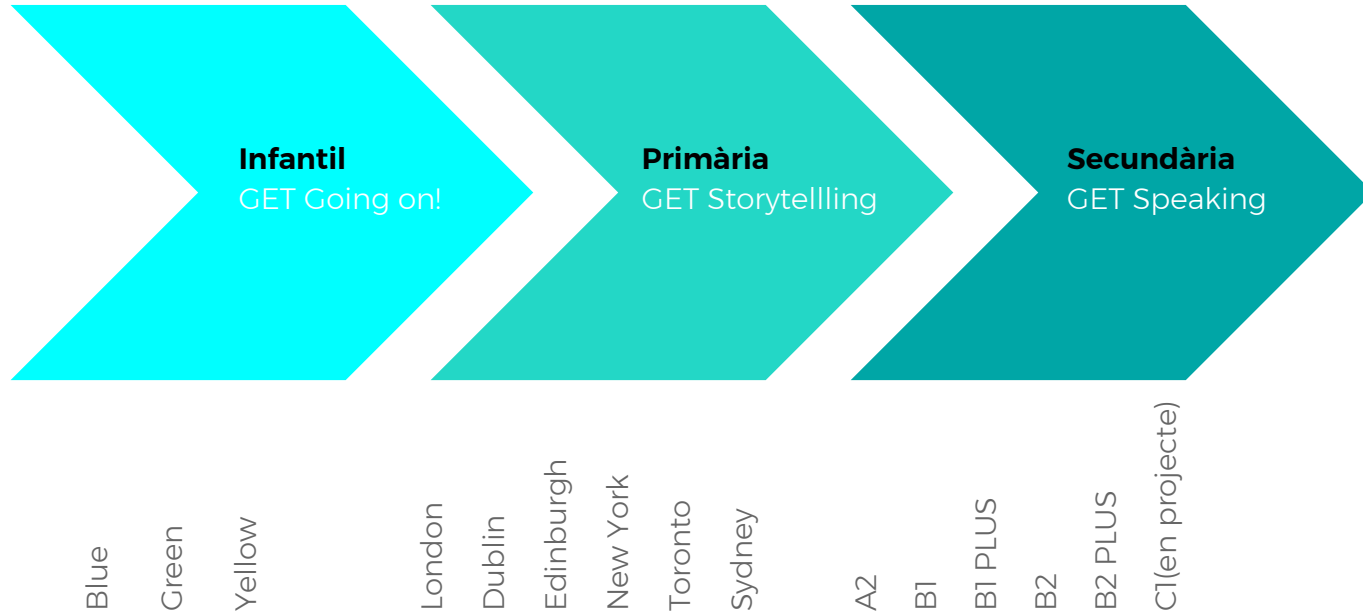 Infantil
GET Going on!
Primària
GET Storytellling
Secundària
GET Speaking
Blue
Green
Yellow
London
Dublin
Edinburgh
New York
Toronto
Sydney
A2
B1
B1 PLUS
B2
B2 PLUS
C1(en projecte)